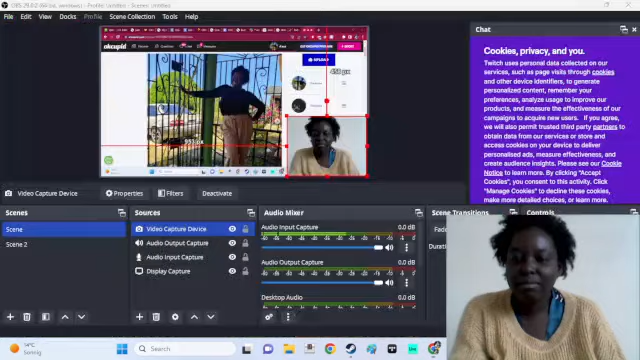 File Edit View Docks Profile Scene Collection Tools Help
okcupid
UPLOAD
458 px
Video Capture Device
Properties
Filters
Deactivate
Scenes
Scene
Scene 2
Sources
Video Capture Device
Audio Output Capture
Audio Input Capture
Display Capture
Audio Mixer
Audio Input Capture 0.0 dB
Audio Output Capture 0.0 dB
Desktop Audio 0.0 dB
Scene Transitions
Controls
Chat
Cookies, privacy, and you.
Twitch uses personal data collected on our
services, such as page visits through cookies
and other device identifiers, to generate
personalized content, remember your
preferences, analyze usage to improve our
products, and measure the effectiveness of our
campaigns to acquire new users. If you agree,
we will also permit trusted third party partners to
obtain data from our services or store and
access cookies on your device to deliver
personalised ads, measure effectiveness, and
create audience insights. Please see our Cookie
Notice to learn more. By clicking "Accept
Cookies", you consent to this activity. Click
"Manage Cookies" to decline these cookies,
make more detailed choices, or learn more.
14°C
Search